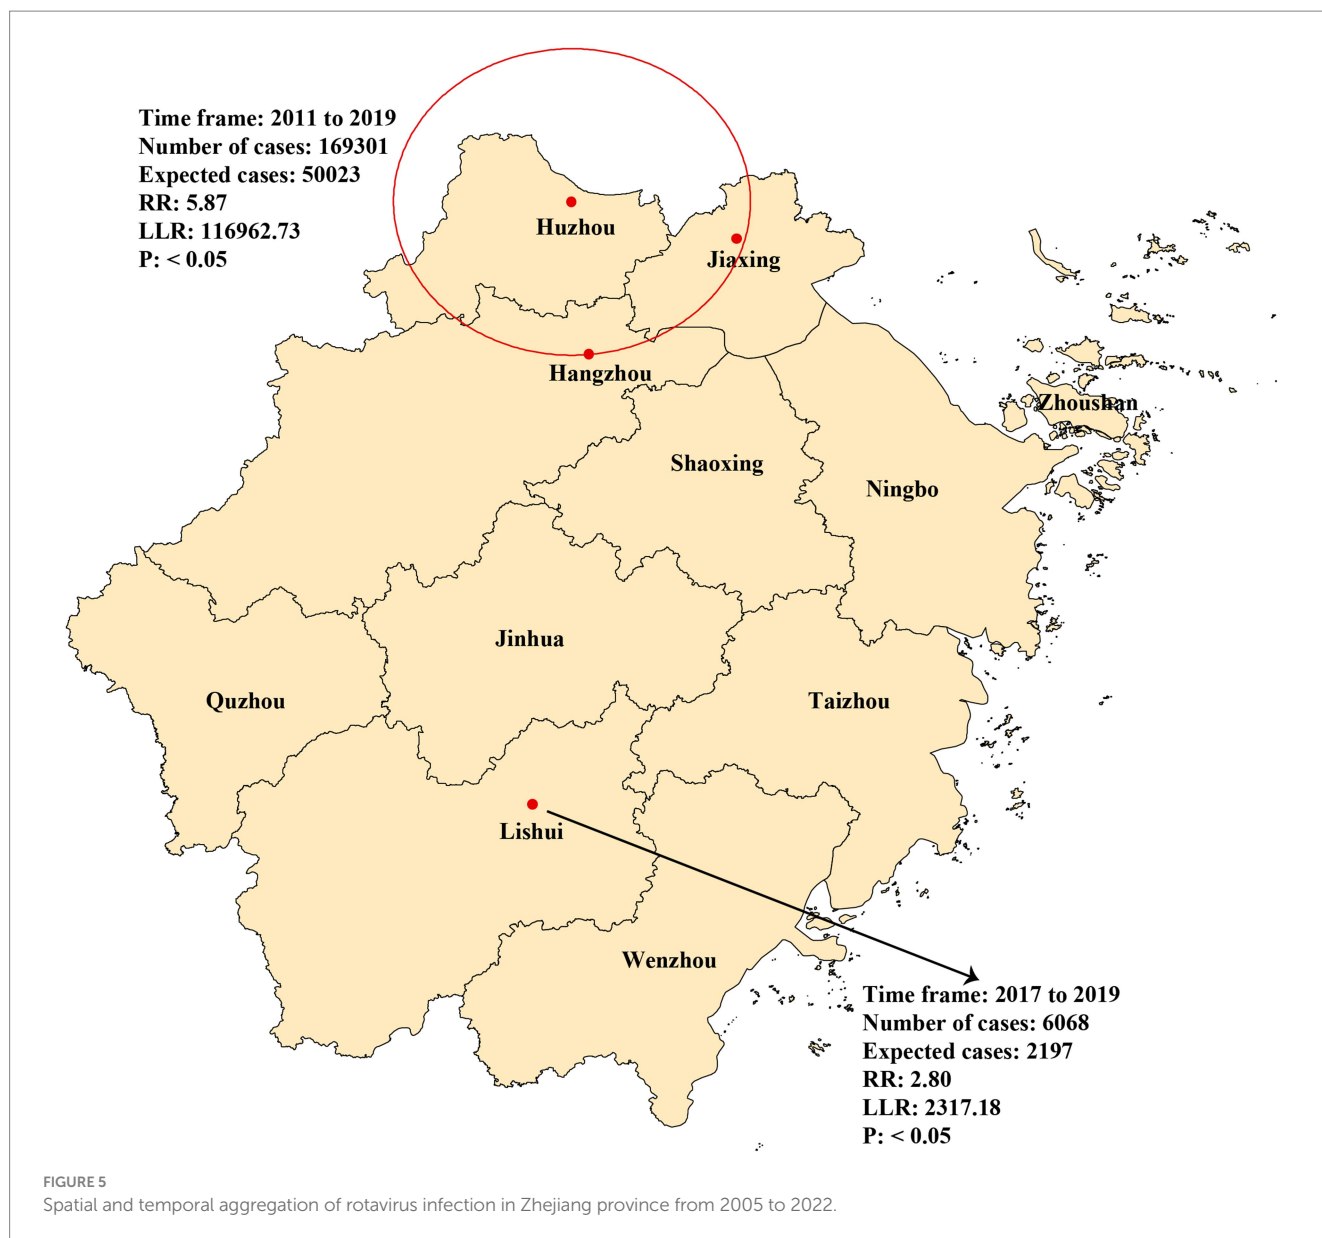 Time frame: 2011 to 2019
Number of cases: 169301
Expected cases: 50023
RR: 5.87
LLR: 116962.73
P: < 0.05
Huzhou
Jiaxing
Hangzhou
Zhoushan
Shaoxing
Ningbo
Jinhua
Quzhou
Taizhou
Lishui
Wenzhou
Time frame: 2017 to 2019
Number of cases: 6068
Expected cases: 2197
RR: 2.80
LLR: 2317.18
P: < 0.05
FIGURE 5
Spatial and temporal aggregation of rotavirus infection in Zhejiang province from 2005 to 2022.